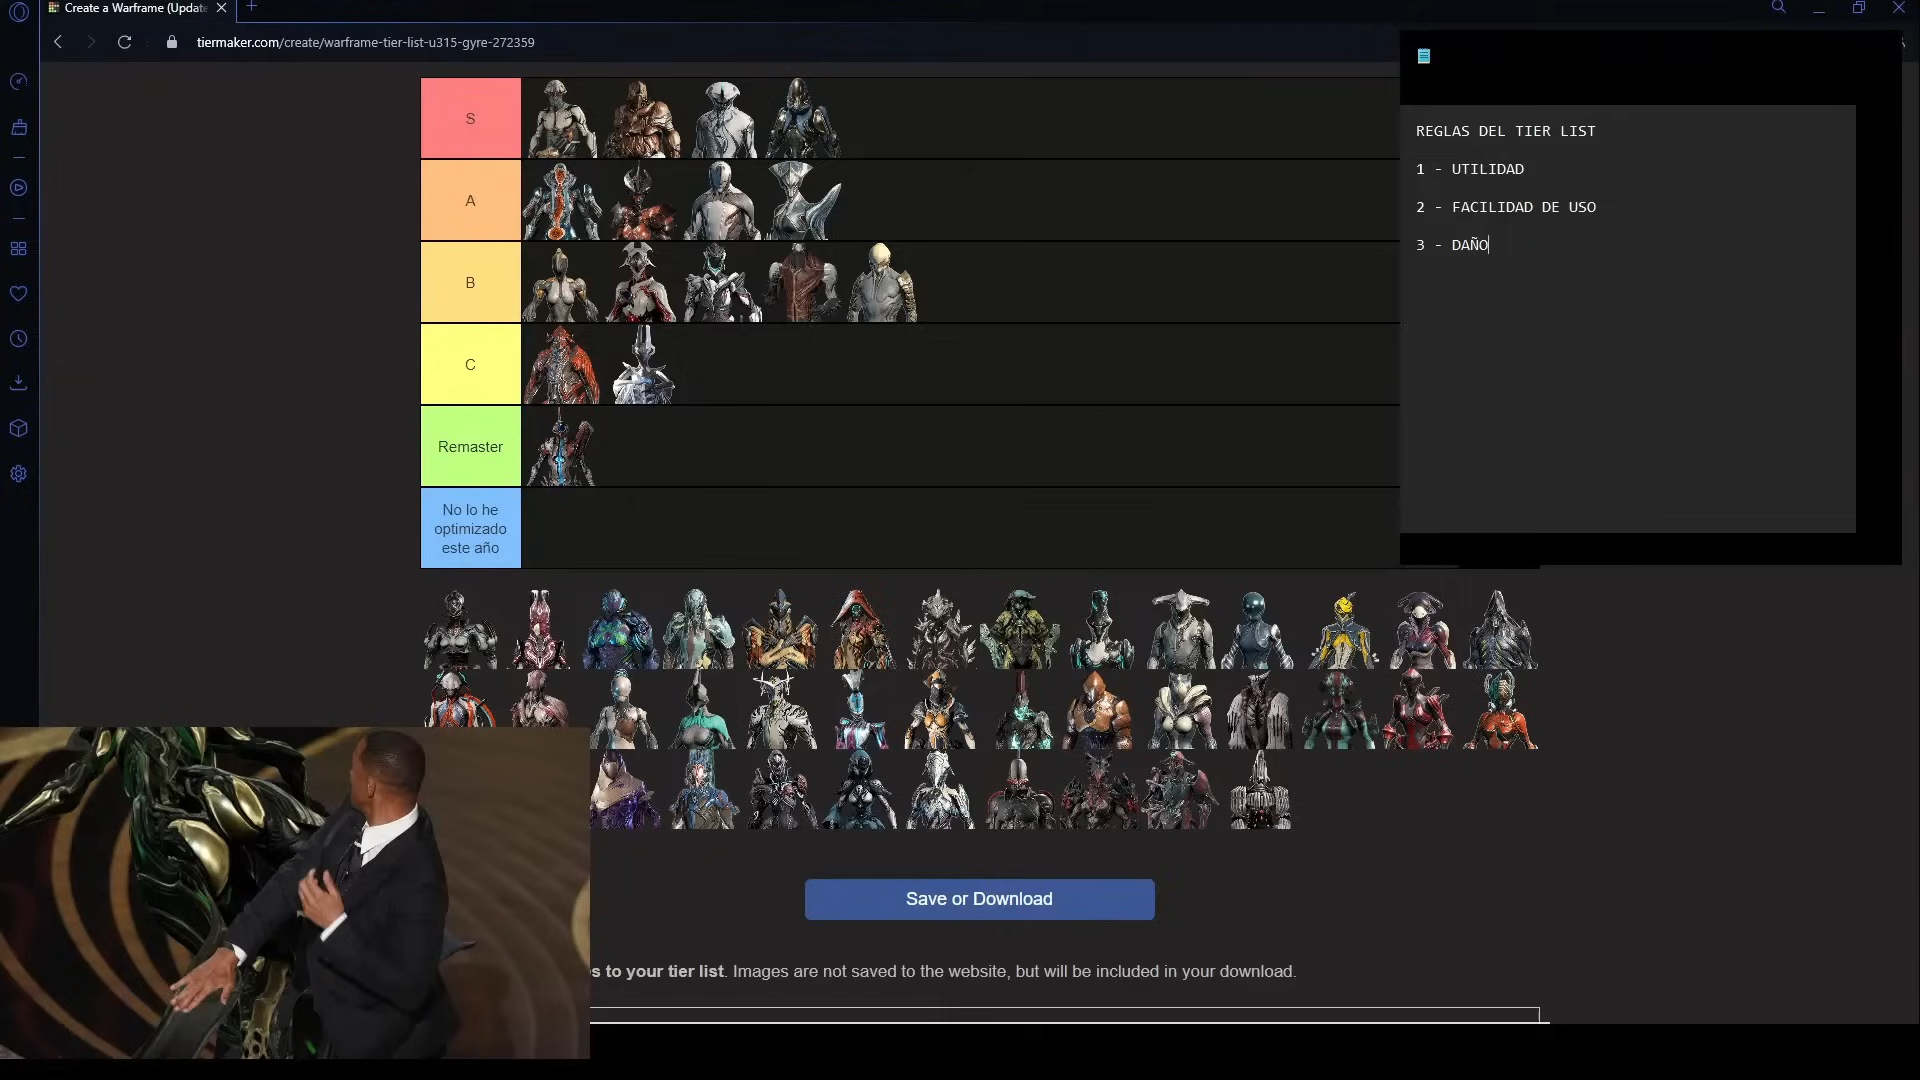 Create a Warframe (Update
tiermaker.com/create/warframe-tier-list-u315-gyre-272359
REGLAS DEL TIER LIST
1 - UTILIDAD
2 - FACILIDAD DE USO
3 - DAÑO
S
A
B
C
Remaster
No lo he
optimizado
este año
Save or Download
s to your tier list. Images are not saved to the website, but will be included in your download.